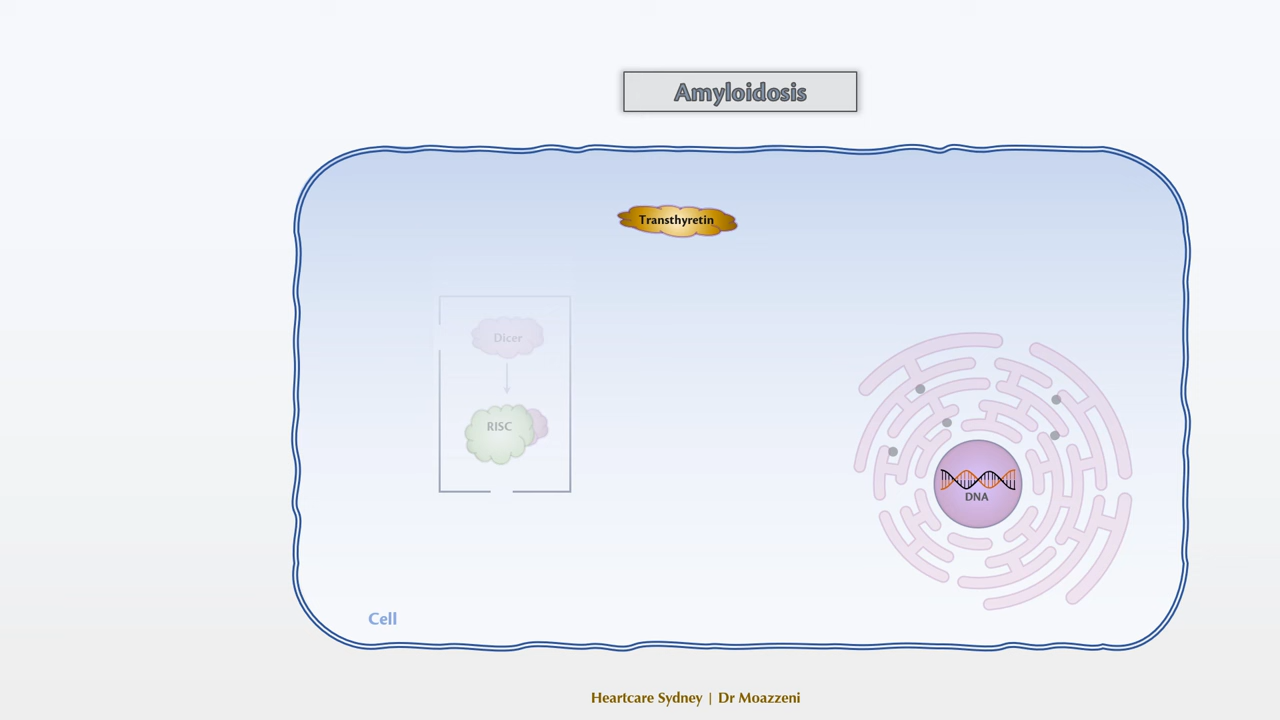 Amyloidosis
Transthyretin
Dicer
RISC
DNA
Cell
Heartcare Sydney | Dr Moazzeni